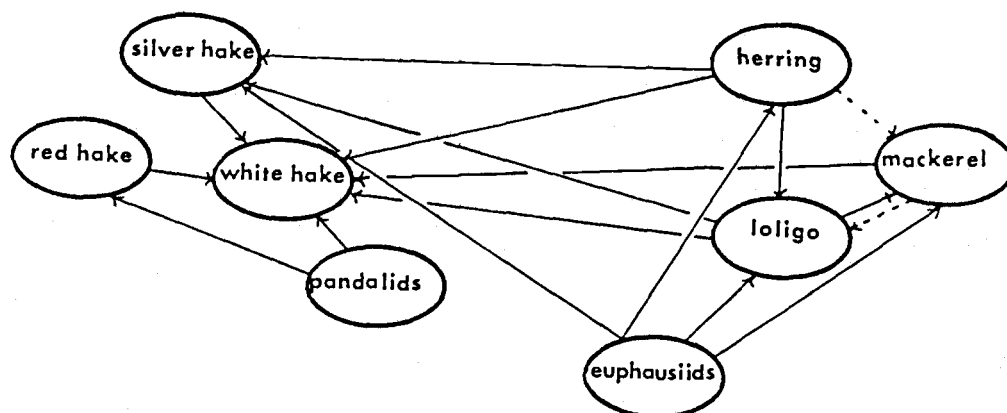 silver hake
herring
red hake
white hake
mackerel
loligo
pandalids
euphausiids